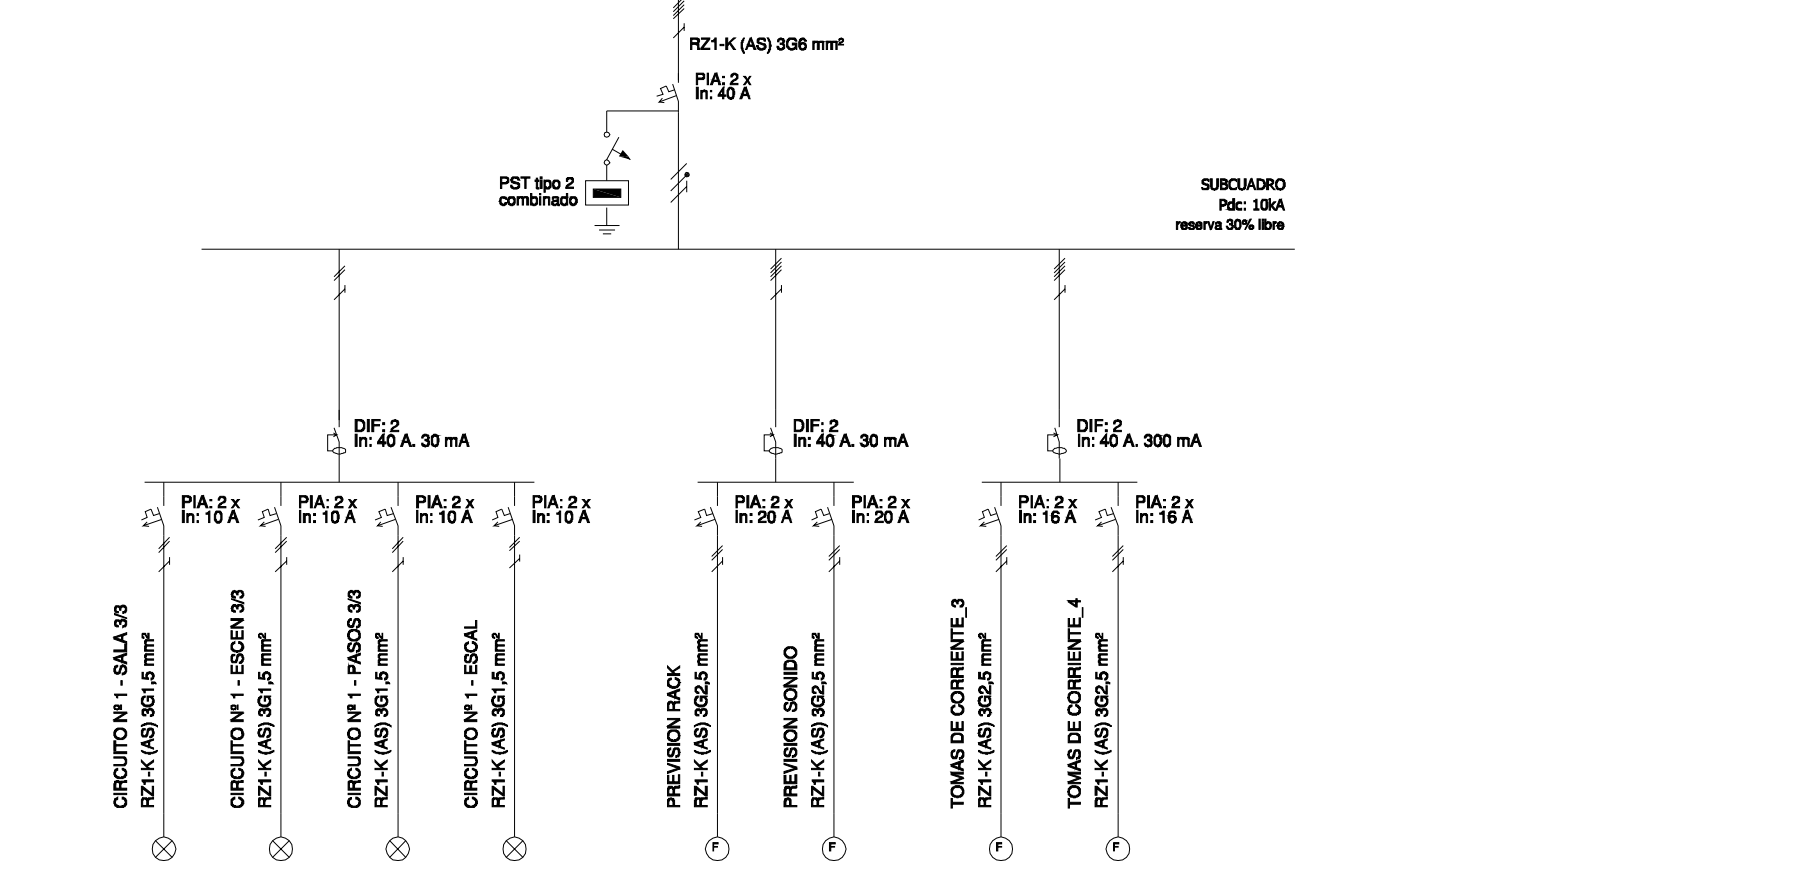 RZ1-K (AS) 3G6 mm²
PIA: 2 x
In: 40 A
PST tipo 2
combinado
SUBCUADRO
Pdc: 10kA
reserva 30% libre
DIF: 2
In: 40 A. 30 mA
DIF: 2
In: 40 A. 30 mA
DIF: 2
In: 40 A. 300 mA
PIA: 2 x
In: 10 A
PIA: 2 x
In: 10 A
PIA: 2 x
In: 10 A
PIA: 2 x
In: 10 A
PIA: 2 x
In: 20 A
PIA: 2 x
In: 20 A
PIA: 2 x
In: 16 A
PIA: 2 x
In: 16 A
CIRCUITO Nº 1 - SALA 3/3
RZ1-K (AS) 3G1,5 mm²
CIRCUITO Nº 1 - ESCEN 3/3
RZ1-K (AS) 3G1,5 mm²
CIRCUITO Nº 1 - PASOS 3/3
RZ1-K (AS) 3G1,5 mm²
CIRCUITO Nº 1 - ESCAL
RZ1-K (AS) 3G1,5 mm²
PREVISION RACK
RZ1-K (AS) 3G2,5 mm²
PREVISION SONIDO
RZ1-K (AS) 3G2,5 mm²
TOMAS DE CORRIENTE_3
RZ1-K (AS) 3G2,5 mm²
TOMAS DE CORRIENTE_4
RZ1-K (AS) 3G2,5 mm²
F
F
F
F